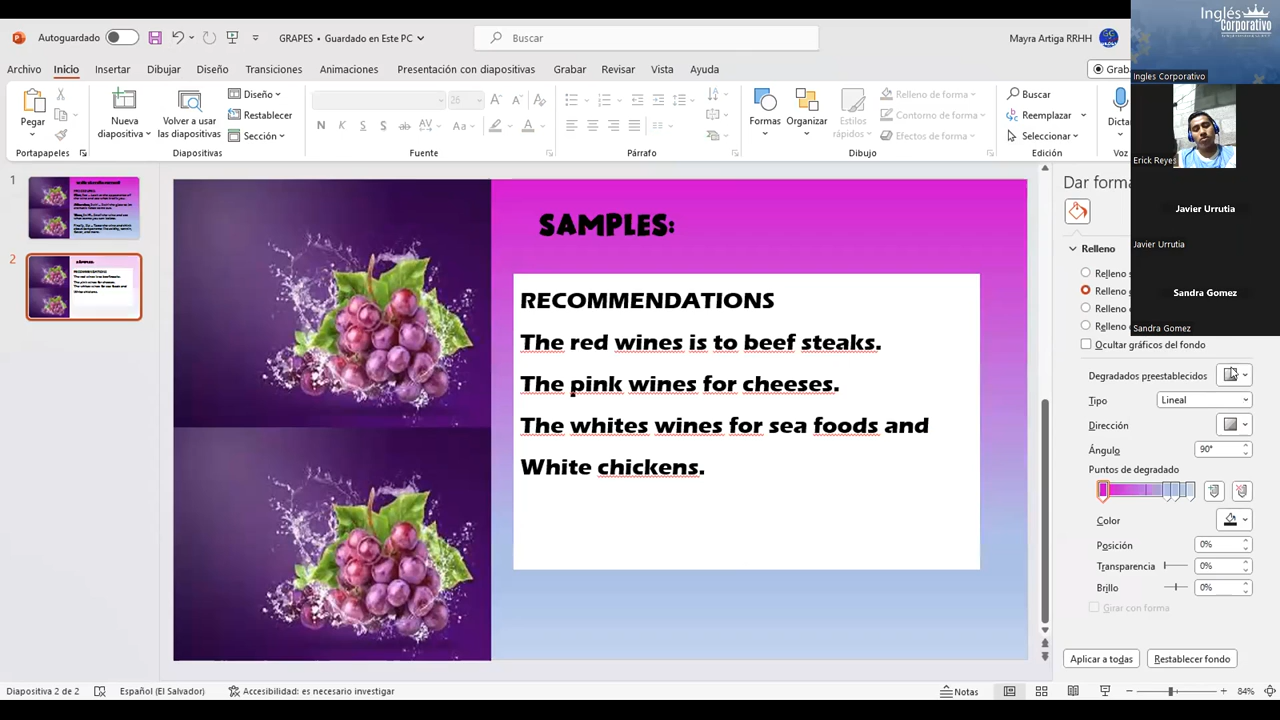 Autoguardado
GRAPES • Guardado en Este PC
Buscar
Mayra Artiga RRHH
Inglés
Corporativo
Archivo
Inicio
Insertar
Dibujar
Diseño
Transiciones
Animaciones
Presentación con diapositivas
Grabar
Revisar
Vista
Ayuda
Ingles Corporativo
Pegar
Nueva
diapositiva
Volver a usar
las diapositivas
Diseño
Restablecer
Sección
26
N K S S
Aa
Formas
Organizar
Estilos
rápidos
Relleno de forma
Contorno de forma
Efectos de forma
Buscar
Reemplazar
Seleccionar
Portapapeles
Diapositivas
Fuente
Párrafo
Dibujo
Edición
Voz
Erick Reyes
Javier Urrutia
Javier Urrutia
Sandra Gomez
Sandra Gomez
1
2
SAMPLES:
RECOMMENDATIONS
The red wines is to beef steaks.
The pink wines for cheeses.
The whites wines for sea foods and
White chickens.
Relleno
Ocultar gráficos del fondo
Degradados preestablecidos
Tipo
Lineal
Dirección
Ángulo
90°
Puntos de degradado
Color
Posición
0%
Transparencia
0%
Brillo
0%
Girar con forma
Aplicar a todas
Restablecer fondo
Diapositiva 2 de 2
Español (El Salvador)
Accesibilidad: es necesario investigar
Notas
84%